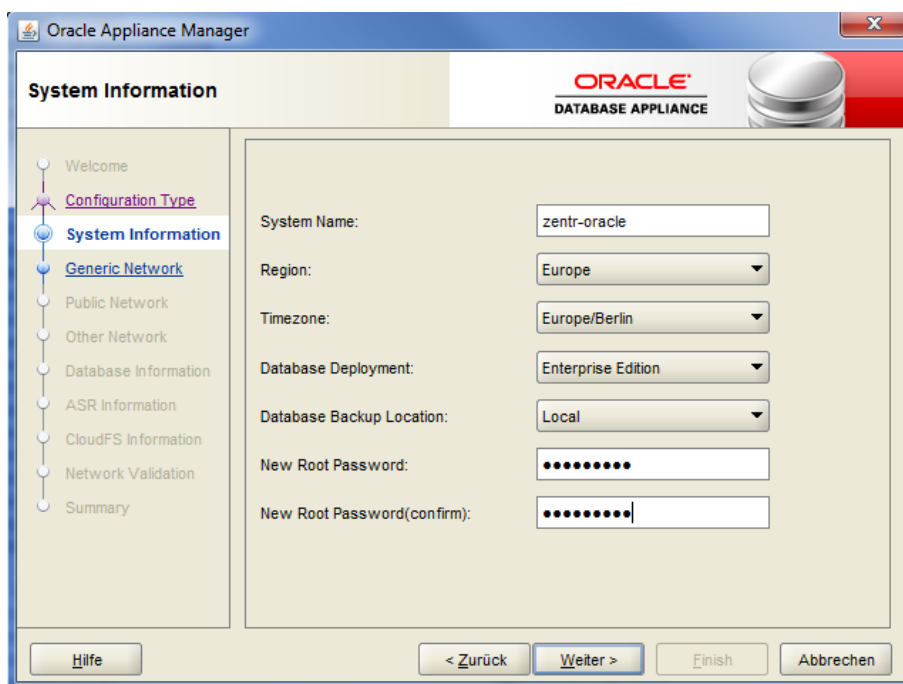 Oracle Appliance Manager
System Information
ORACLE
DATABASE APPLIANCE
Welcome
Configuration Type
System Information
Generic Network
Public Network
Other Network
Database Information
ASR Information
CloudFS Information
Network Validation
Summary
System Name: zentr-oracle
Region: Europe
Timezone: Europe/Berlin
Database Deployment: Enterprise Edition
Database Backup Location: Local
New Root Password: •••••••••
New Root Password(confirm): •••••••••
Hilfe < Zurück Weiter > Finish Abbrechen